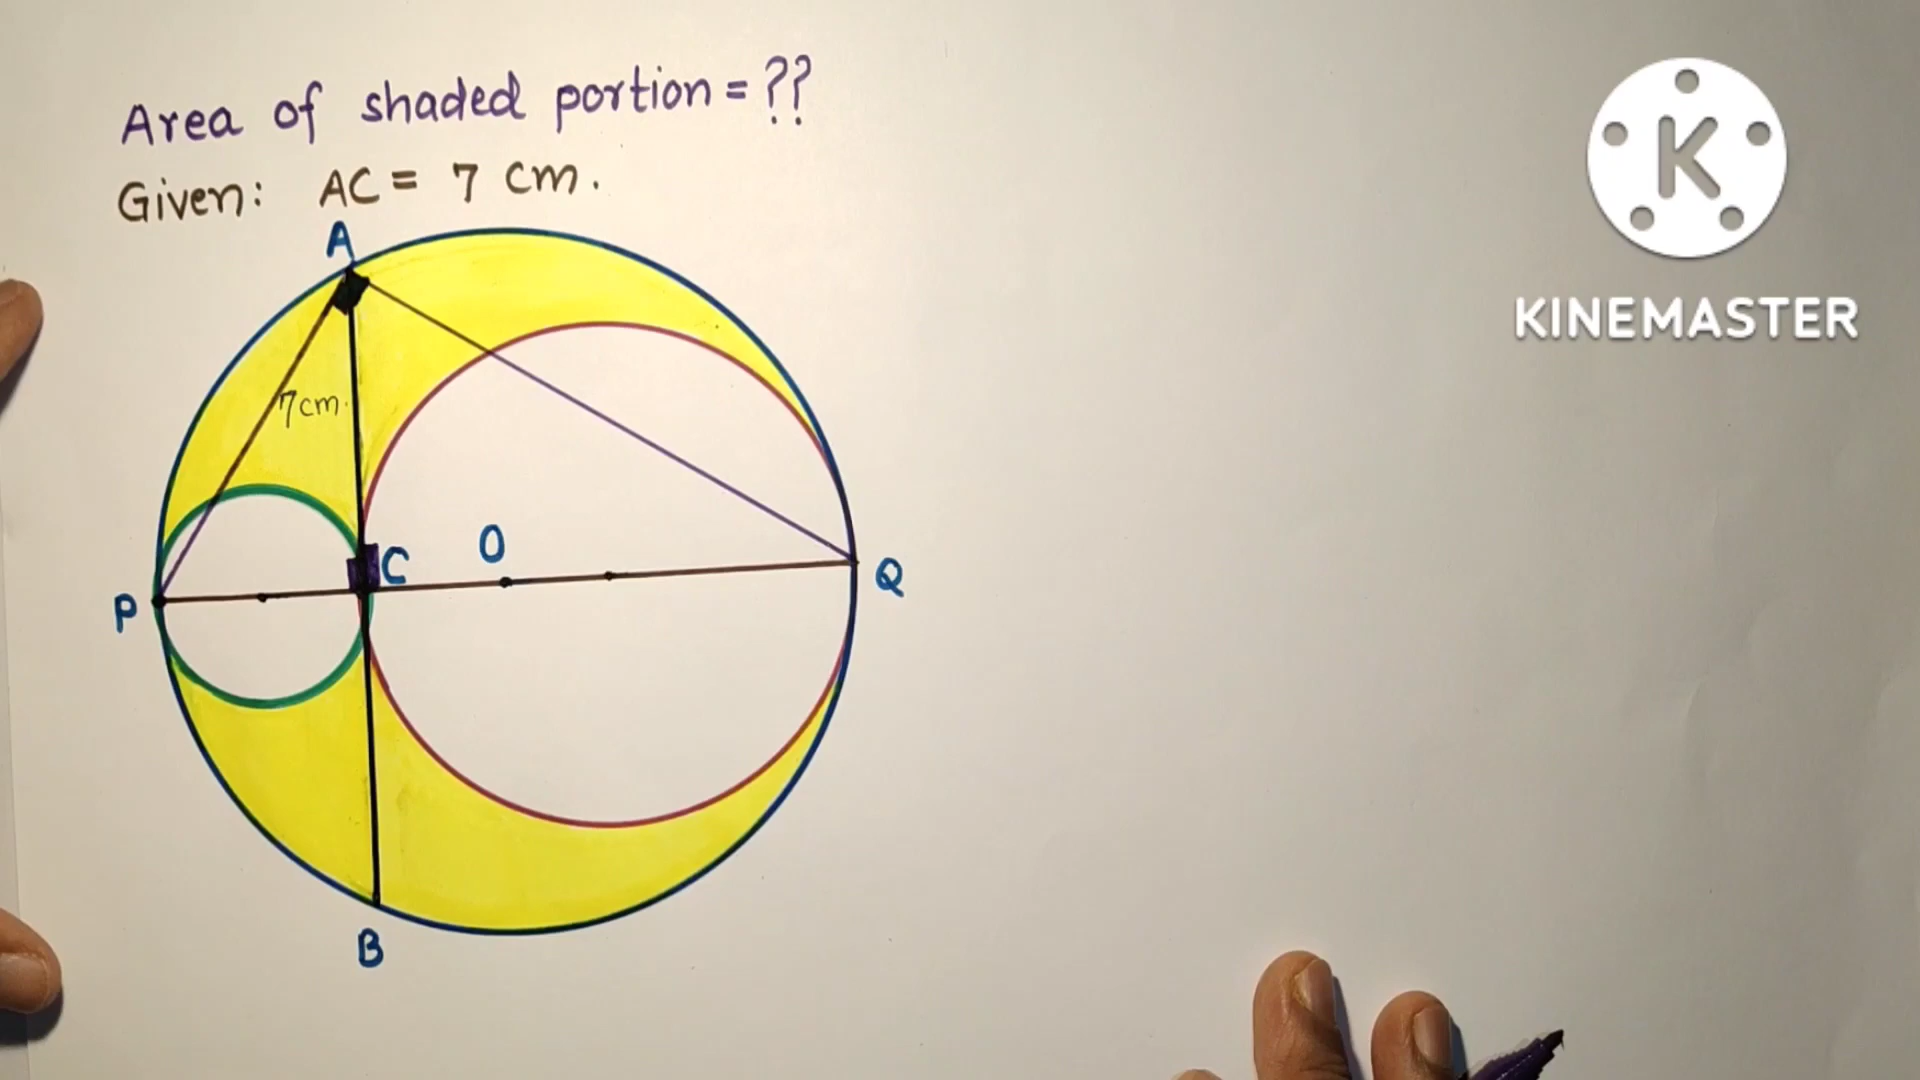 Area of shaded portion = ??
Given: AC = 7 cm.
A
7cm.
O
C
P
Q
B
K
KINEMASTER